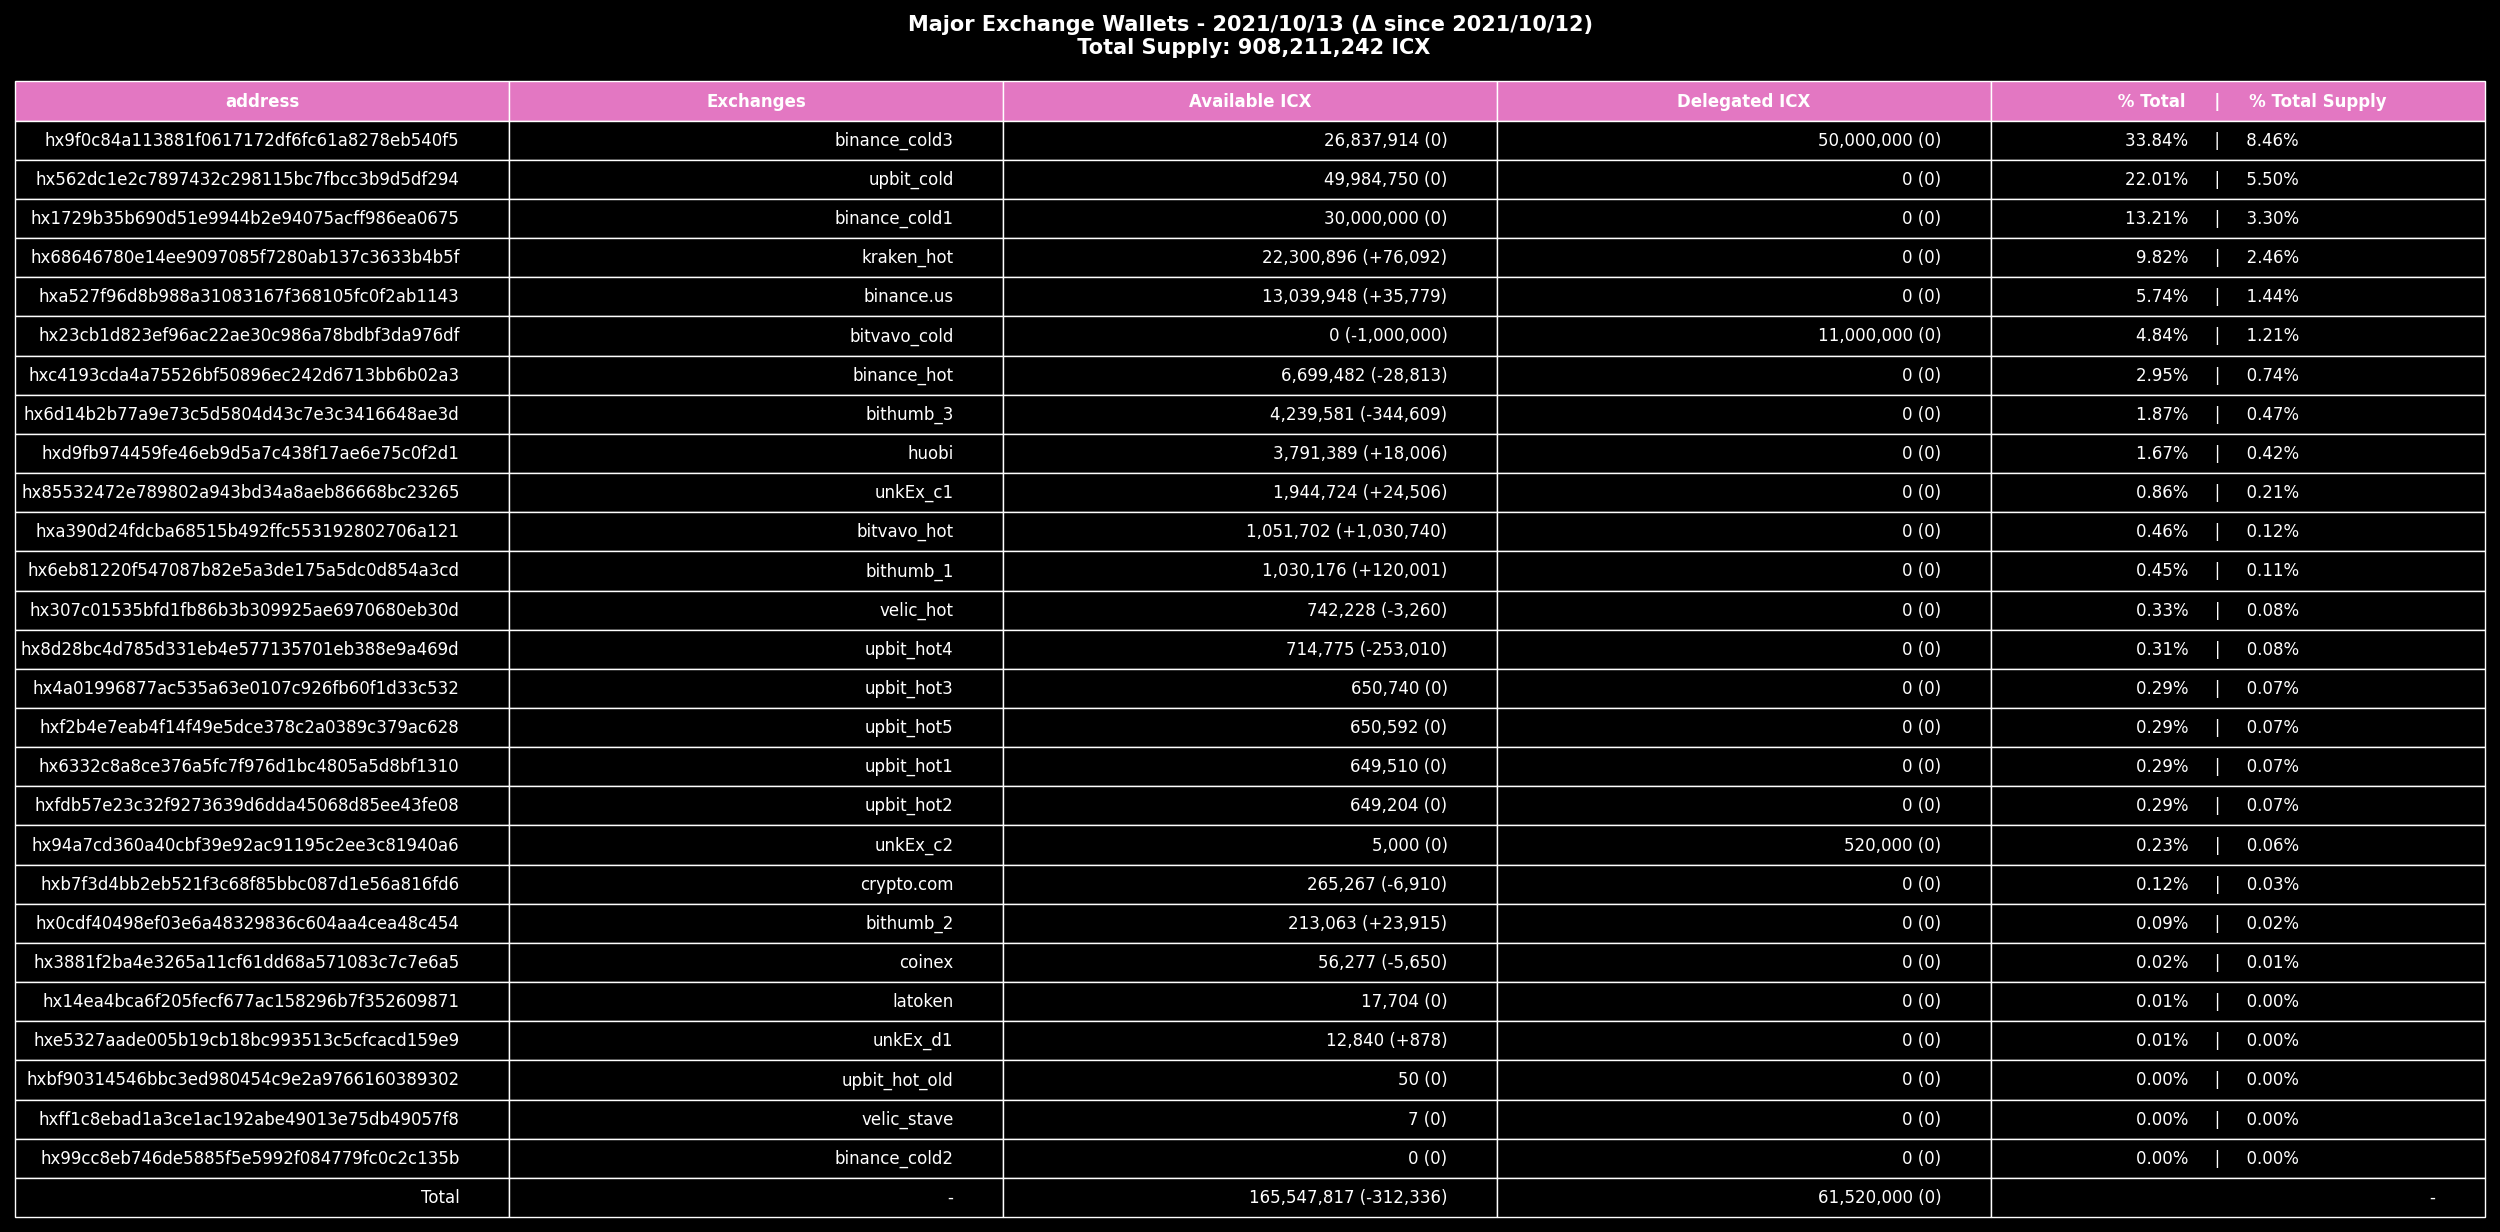 Major Exchange Wallets - 2021/10/13 (Δ since 2021/10/12)
Total Supply: 908,211,242 ICX
address Exchanges Available ICX Delegated ICX % Total | % Total Supply
hx9f0c84a113881f0617172df6fc61a8278eb540f5 binance_cold3 26,837,914 (0) 50,000,000 (0) 33.84% | 8.46%
hx562dc1e2c7897432c298115bc7fbcc3b9d5df294 upbit_cold 49,984,750 (0) 0 (0) 22.01% | 5.50%
hx1729b35b690d51e9944b2e94075acff986ea0675 binance_cold1 30,000,000 (0) 0 (0) 13.21% | 3.30%
hx68646780e14ee9097085f7280ab137c3633b4b5f kraken_hot 22,300,896 (+76,092) 0 (0) 9.82% | 2.46%
hxa527f96d8b988a31083167f368105fc0f2ab1143 binance.us 13,039,948 (+35,779) 0 (0) 5.74% | 1.44%
hx23cb1d823ef96ac22ae30c986a78bdbf3da976df bitvavo_cold 0 (-1,000,000) 11,000,000 (0) 4.84% | 1.21%
hxc4193cda4a75526bf50896ec242d6713bb6b02a3 binance_hot 6,699,482 (-28,813) 0 (0) 2.95% | 0.74%
hx6d14b2b77a9e73c5d5804d43c7e3c3416648ae3d bithumb_3 4,239,581 (-344,609) 0 (0) 1.87% | 0.47%
hxd9fb974459fe46eb9d5a7c438f17ae6e75c0f2d1 huobi 3,791,389 (+18,006) 0 (0) 1.67% | 0.42%
hx85532472e789802a943bd34a8aeb86668bc23265 unkEx_c1 1,944,724 (+24,506) 0 (0) 0.86% | 0.21%
hxa390d24fdcba68515b492ffc553192802706a121 bitvavo_hot 1,051,702 (+1,030,740) 0 (0) 0.46% | 0.12%
hx6eb81220f547087b82e5a3de175a5dc0d854a3cd bithumb_1 1,030,176 (+120,001) 0 (0) 0.45% | 0.11%
hx307c01535bfd1fb86b3b309925ae6970680eb30d velic_hot 742,228 (-3,260) 0 (0) 0.33% | 0.08%
hx8d28bc4d785d331eb4e577135701eb388e9a469d upbit_hot4 714,775 (-253,010) 0 (0) 0.31% | 0.08%
hx4a01996877ac535a63e0107c926fb60f1d33c532 upbit_hot3 650,740 (0) 0 (0) 0.29% | 0.07%
hxf2b4e7eab4f14f49e5dce378c2a0389c379ac628 upbit_hot5 650,592 (0) 0 (0) 0.29% | 0.07%
hx6332c8a8ce376a5fc7f976d1bc4805a5d8bf1310 upbit_hot1 649,510 (0) 0 (0) 0.29% | 0.07%
hxfdb57e23c32f9273639d6dda45068d85ee43fe08 upbit_hot2 649,204 (0) 0 (0) 0.29% | 0.07%
hx94a7cd360a40cbf39e92ac91195c2ee3c81940a6 unkEx_c2 5,000 (0) 520,000 (0) 0.23% | 0.06%
hxb7f3d4bb2eb521f3c68f85bbc087d1e56a816fd6 crypto.com 265,267 (-6,910) 0 (0) 0.12% | 0.03%
hx0cdf40498ef03e6a48329836c604aa4cea48c454 bithumb_2 213,063 (+23,915) 0 (0) 0.09% | 0.02%
hx3881f2ba4e3265a11cf61dd68a571083c7c7e6a5 coinex 56,277 (-5,650) 0 (0) 0.02% | 0.01%
hx14ea4bca6f205fecf677ac158296b7f352609871 latoken 17,704 (0) 0 (0) 0.01% | 0.00%
hxe5327aade005b19cb18bc993513c5cfcacd159e9 unkEx_d1 12,840 (+878) 0 (0) 0.01% | 0.00%
hxbf90314546bbc3ed980454c9e2a9766160389302 upbit_hot_old 50 (0) 0 (0) 0.00% | 0.00%
hxff1c8ebad1a3ce1ac192abe49013e75db49057f8 velic_stave 7 (0) 0 (0) 0.00% | 0.00%
hx99cc8eb746de5885f5e5992f084779fc0c2c135b binance_cold2 0 (0) 0 (0) 0.00% | 0.00%
Total - 165,547,817 (-312,336) 61,520,000 (0) -